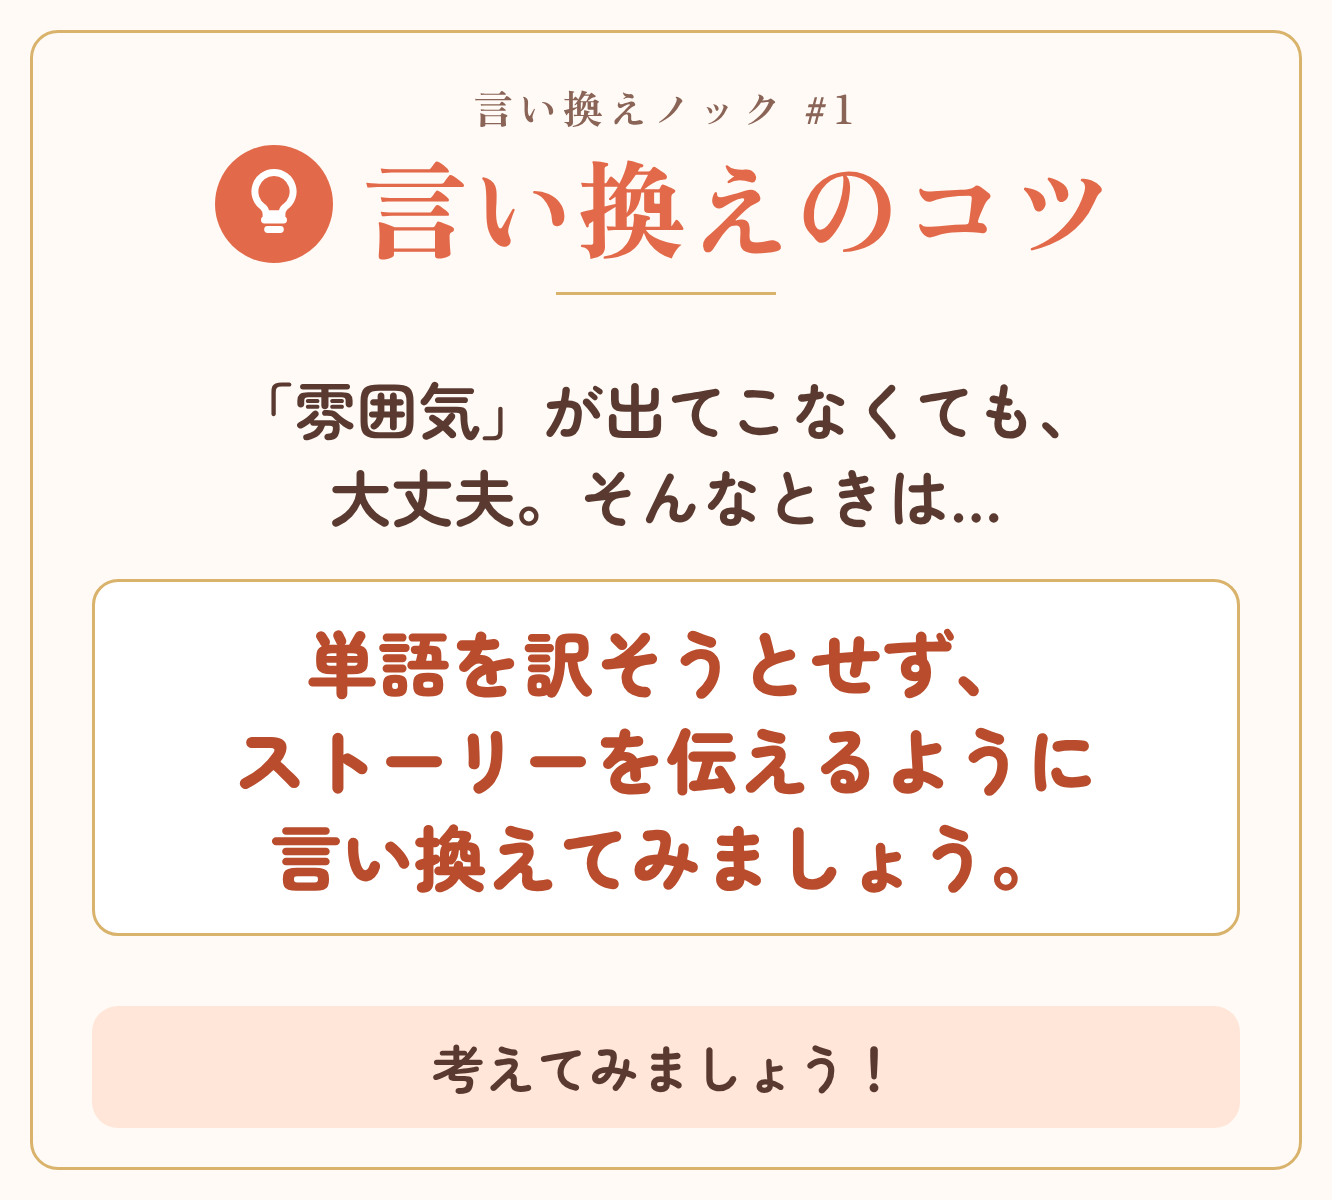 言い換えノック #1
言い換えのコツ
「雰囲気」が出てこなくても、
大丈夫。そんなときは...
単語を訳そうとせず、
ストーリーを伝えるように
言い換えてみましょう。
考えてみましょう！